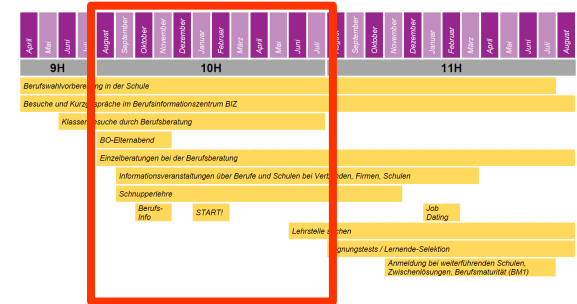 April Mai Juni Juli August September Oktober November Dezember Januar Februar März April Mai Juni Juli August September Oktober November Dezember Januar Februar März April Mai Juni Juli August
9H 10H 11H
Berufswahlvorbereitung in der Schule
Besuche und Kurzgespräche im Berufsinformationszentrum BIZ
Klassenbesuche durch Berufsberatung
BO-Elternabend
Einzelberatungen bei der Berufsberatung
Informationsveranstaltungen über Berufe und Schulen bei Verbänden, Firmen, Schulen
Schnupperlehre
Berufs-
Info
START!
Job
Dating
Lehrstelle suchen
Eignungstests / Lernende-Selektion
Anmeldung bei weiterführenden Schulen,
Zwischenlösungen, Berufsmaturität (BM1)